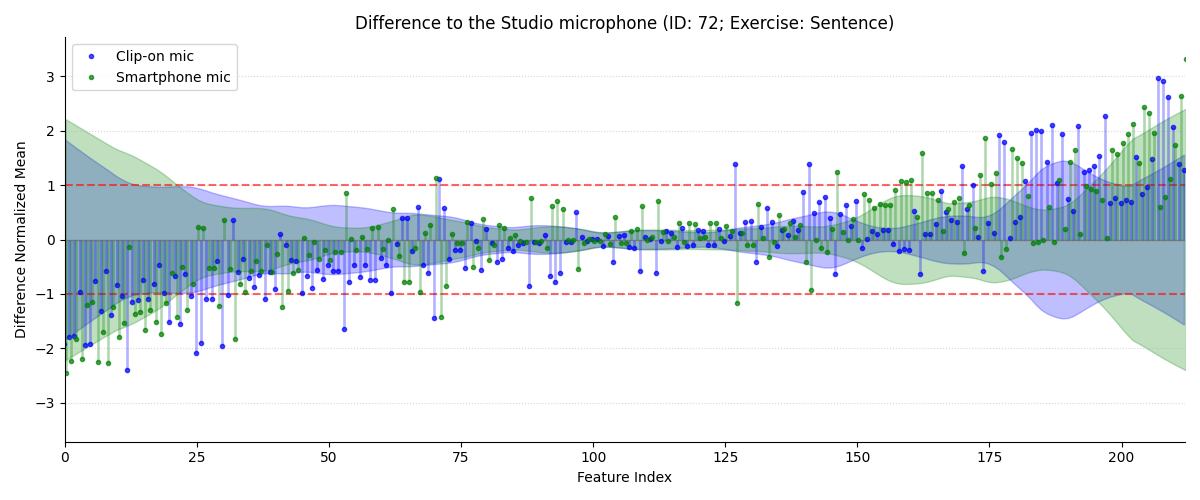 Difference to the Studio microphone (ID: 72; Exercise: Sentence)
Clip-on mic
Smartphone mic
Difference Normalized Mean
3
2
1
0
−1
−2
−3
0 25 50 75 100 125 150 175 200
Feature Index